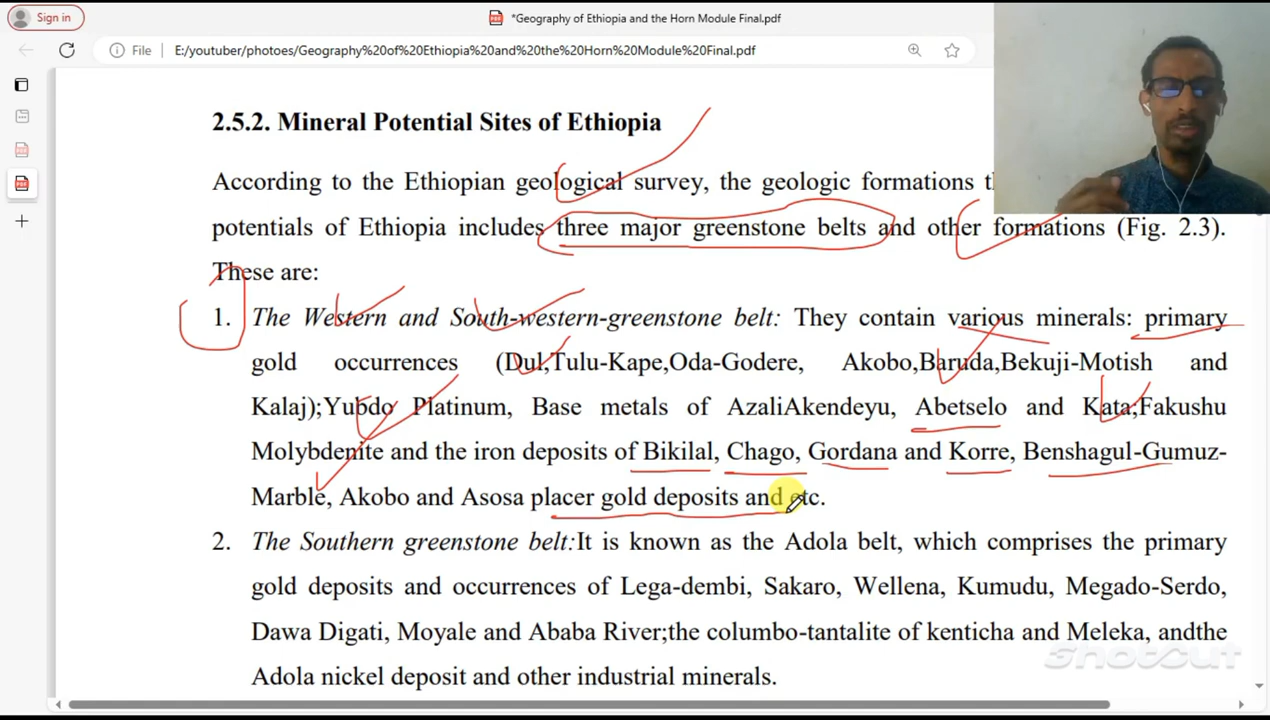 Sign in
*Geography of Ethiopia and the Horn Module Final.pdf
File
E:/youtuber/photoes/Geography%20of%20Ethiopia%20and%20the%20Horn%20Module%20Final.pdf
2.5.2. Mineral Potential Sites of Ethiopia
According to the Ethiopian geological survey, the geologic formations
potentials of Ethiopia includes three major greenstone belts and other formations (Fig. 2.3).
These are:
1. The Western and South-western-greenstone belt: They contain various minerals: primary
gold occurrences (Dul,Tulu-Kape,Oda-Godere, Akobo,Baruda,Bekuji-Motish and
Kalaj);Yubdo Platinum, Base metals of AzaliAkendeyu, Abetselo and Kata;Fakushu
Molybdenite and the iron deposits of Bikilal, Chago, Gordana and Korre, Benshagul-Gumuz-
Marble, Akobo and Asosa placer gold deposits and etc.
2. The Southern greenstone belt:It is known as the Adola belt, which comprises the primary
gold deposits and occurrences of Lega-dembi, Sakaro, Wellena, Kumudu, Megado-Serdo,
Dawa Digati, Moyale and Ababa River;the columbo-tantalite of kenticha and Meleka, andthe
Adola nickel deposit and other industrial minerals.
shotcut